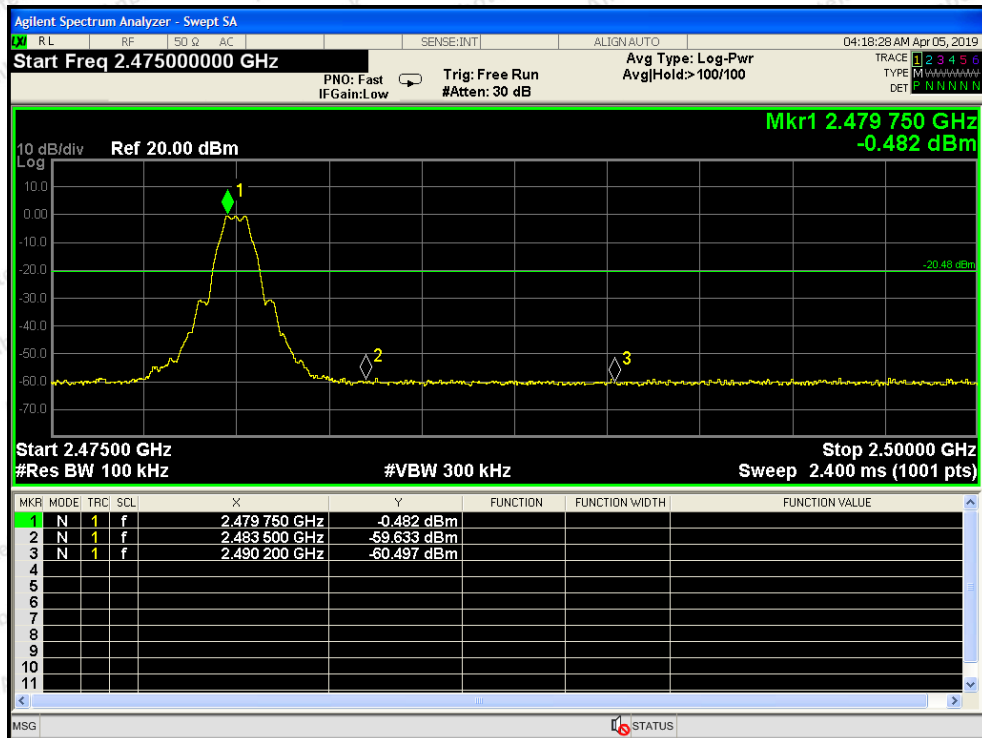 Agilent Spectrum Analyzer - Swept SA
LXI RL RF 50 Ω AC SENSE:INT ALIGN AUTO 04:18:28 AM Apr 05, 2019
Start Freq 2.475000000 GHz
PNO: Fast
IFGain:Low
Trig: Free Run
#Atten: 30 dB
Avg Type: Log-Pwr
Avg|Hold:> 100/100
TRACE 1 2 3 4 5 6
TYPE M WWWWW
DET P N N N N N
Mkr1 2.479 750 GHz
-0.482 dBm
10 dB/div Ref 20.00 dBm
Log
10.0
1
0.00
-10.0
-20.0
-20.48 dBm
-30.0
-40.0
-50.0
2
3
-60.0
-70.0
Start 2.47500 GHz Stop 2.50000 GHz
#Res BW 100 kHz #VBW 300 kHz Sweep 2.400 ms (1001 pts)
MKR MODE TRC SCL X Y FUNCTION FUNCTION WIDTH FUNCTION VALUE
1 N 1 f 2.479 750 GHz -0.482 dBm
2 N 1 f 2.483 500 GHz -59.633 dBm
3 N 1 f 2.490 200 GHz -60.497 dBm
4
5
6
7
8
9
10
11
MSG STATUS